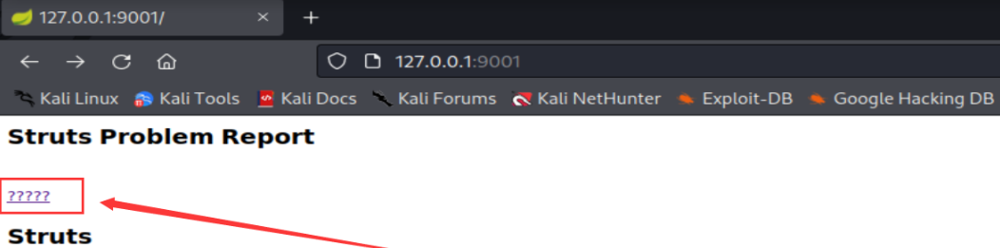 127.0.0.1:9001/
127.0.0.1:9001
Kali Linux Kali Tools Kali Docs Kali Forums Kali NetHunter Exploit-DB Google Hacking DB
Struts Problem Report
?????
Struts